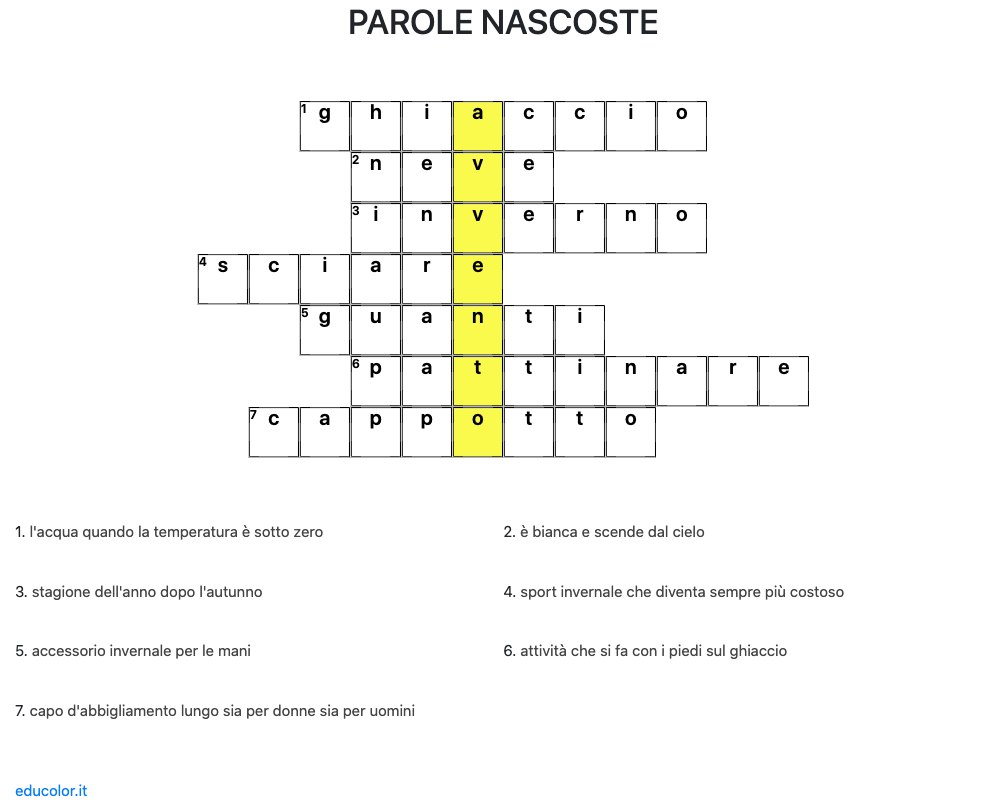 PAROLE NASCOSTE
1 g h i a c c i o
2 n e v e
3 i n v e r n o
4 s c i a r e
5 g u a n t i
6 p a t t i n a r e
7 c a p p o t t o
1. l'acqua quando la temperatura è sotto zero
2. è bianca e scende dal cielo
3. stagione dell'anno dopo l'autunno
4. sport invernale che diventa sempre più costoso
5. accessorio invernale per le mani
6. attività che si fa con i piedi sul ghiaccio
7. capo d'abbigliamento lungo sia per donne sia per uomini
educolor.it